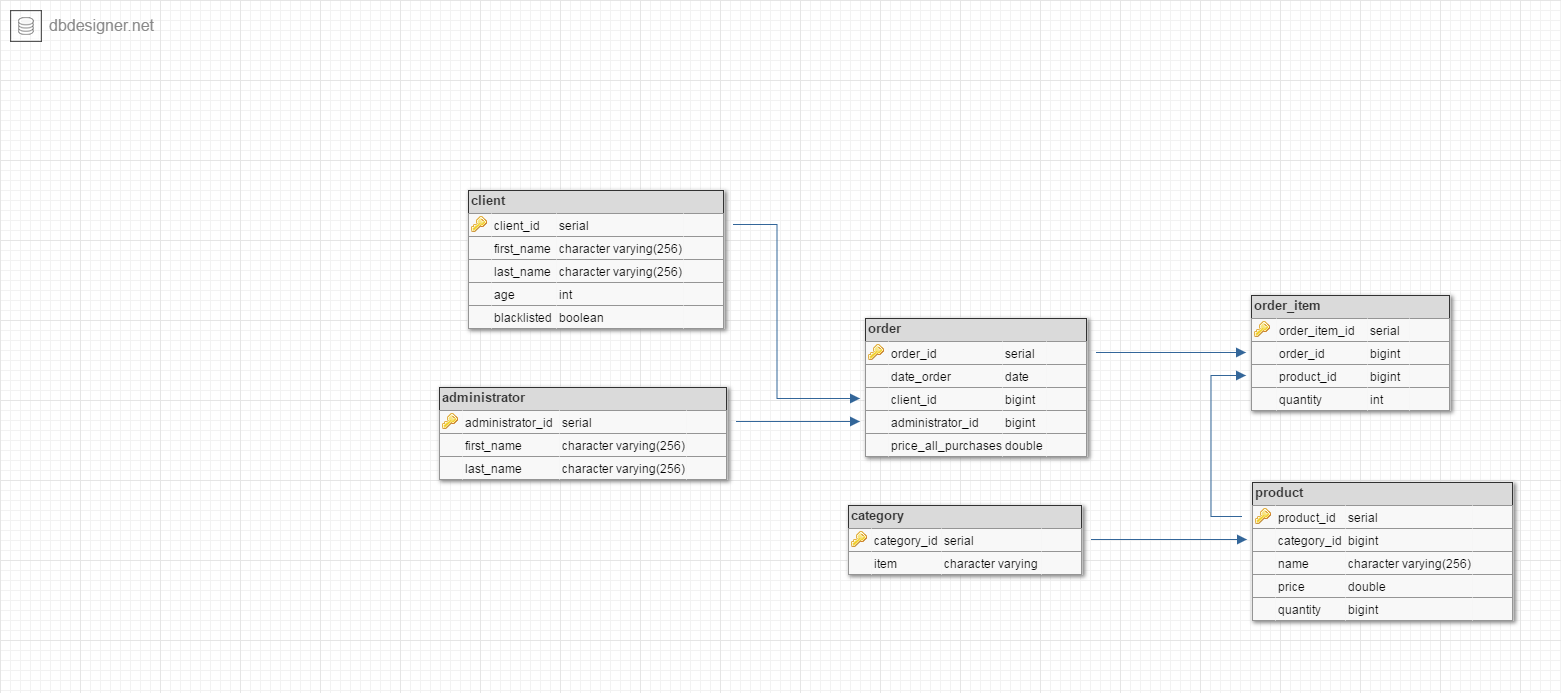 dbdesigner.net
client
client_id serial
first_name character varying(256)
last_name character varying(256)
age int
blacklisted boolean
administrator
administrator_id serial
first_name character varying(256)
last_name character varying(256)
order
order_id serial
date_order date
client_id bigint
administrator_id bigint
price_all_purchases double
category
category_id serial
item character varying
order_item
order_item_id serial
order_id bigint
product_id bigint
quantity int
product
product_id serial
category_id bigint
name character varying(256)
price double
quantity bigint